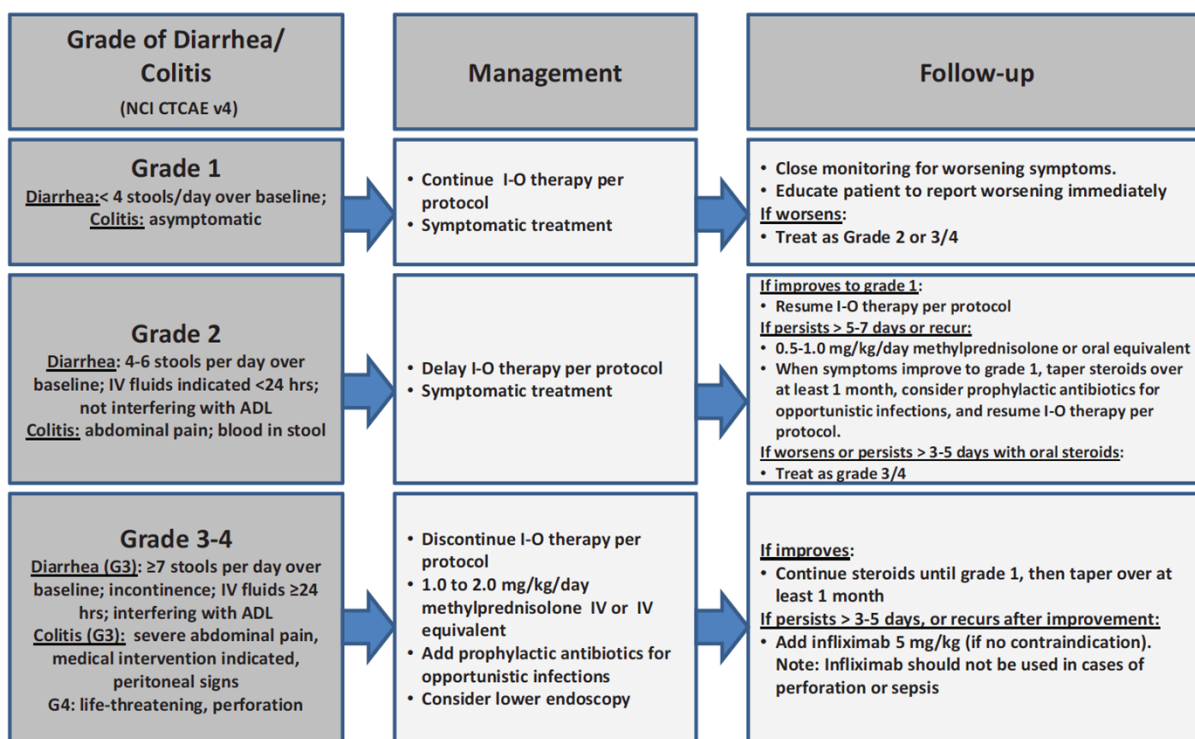 Grade of Diarrhea/
Colitis
(NCI CTCAE v4)
Management
Follow-up
Grade 1
Diarrhea:< 4 stools/day over baseline;
Colitis: asymptomatic
• Continue I-O therapy per
protocol
• Symptomatic treatment
• Close monitoring for worsening symptoms.
• Educate patient to report worsening immediately
If worsens:
• Treat as Grade 2 or 3/4
Grade 2
Diarrhea: 4-6 stools per day over
baseline; IV fluids indicated <24 hrs;
not interfering with ADL
Colitis: abdominal pain; blood in stool
• Delay I-O therapy per protocol
• Symptomatic treatment
If improves to grade 1:
• Resume I-O therapy per protocol
If persists > 5-7 days or recur:
• 0.5-1.0 mg/kg/day methylprednisolone or oral equivalent
• When symptoms improve to grade 1, taper steroids over
at least 1 month, consider prophylactic antibiotics for
opportunistic infections, and resume I-O therapy per
protocol.
If worsens or persists > 3-5 days with oral steroids:
• Treat as grade 3/4
Grade 3-4
Diarrhea (G3): ≥7 stools per day over
baseline; incontinence; IV fluids ≥24
hrs; interfering with ADL
Colitis (G3): severe abdominal pain,
medical intervention indicated,
peritoneal signs
G4: life-threatening, perforation
• Discontinue I-O therapy per
protocol
• 1.0 to 2.0 mg/kg/day
methylprednisolone IV or IV
equivalent
• Add prophylactic antibiotics for
opportunistic infections
• Consider lower endoscopy
If improves:
• Continue steroids until grade 1, then taper over at
least 1 month
If persists > 3-5 days, or recurs after improvement:
• Add infliximab 5 mg/kg (if no contraindication).
Note: Infliximab should not be used in cases of
perforation or sepsis